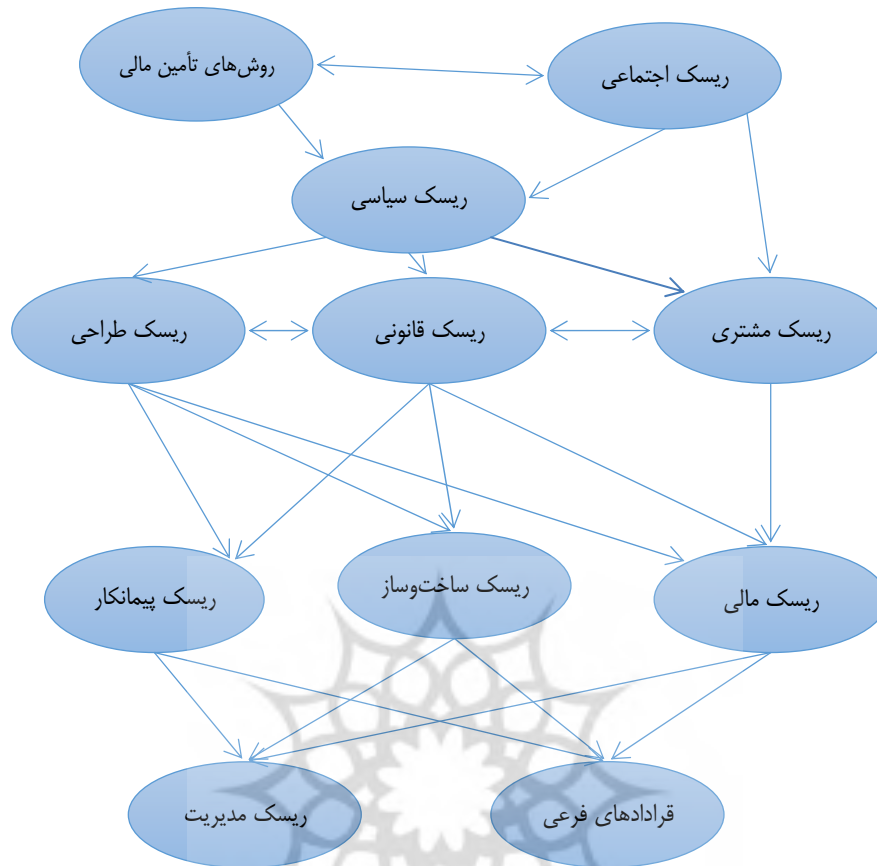 ریسک اجتماعی
روش‌های تأمین مالی
ریسک سیاسی
ریسک مشتری
ریسک قانونی
ریسک طراحی
ریسک مالی
ریسک ساخت‌وساز
ریسک پیمانکار
قرادادهای فرعی
ریسک مدیریت